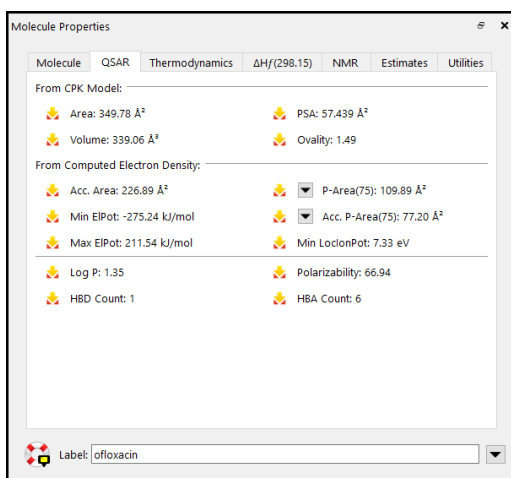 Molecule Properties
Molecule QSAR Thermodynamics ΔHf(298.15) NMR Estimates Utilities
From CPK Model:
Area: 349.78 Å² PSA: 57.439 Å²
Volume: 339.06 Å³ Ovality: 1.49
From Computed Electron Density:
Acc. Area: 226.89 Å² P-Area(75): 109.89 Å²
Min ElPot: -275.24 kJ/mol Acc. P-Area(75): 77.20 Å²
Max ElPot: 211.54 kJ/mol Min LocIonPot: 7.33 eV
Log P: 1.35 Polarizability: 66.94
HBD Count: 1 HBA Count: 6
Label: ofloxacin